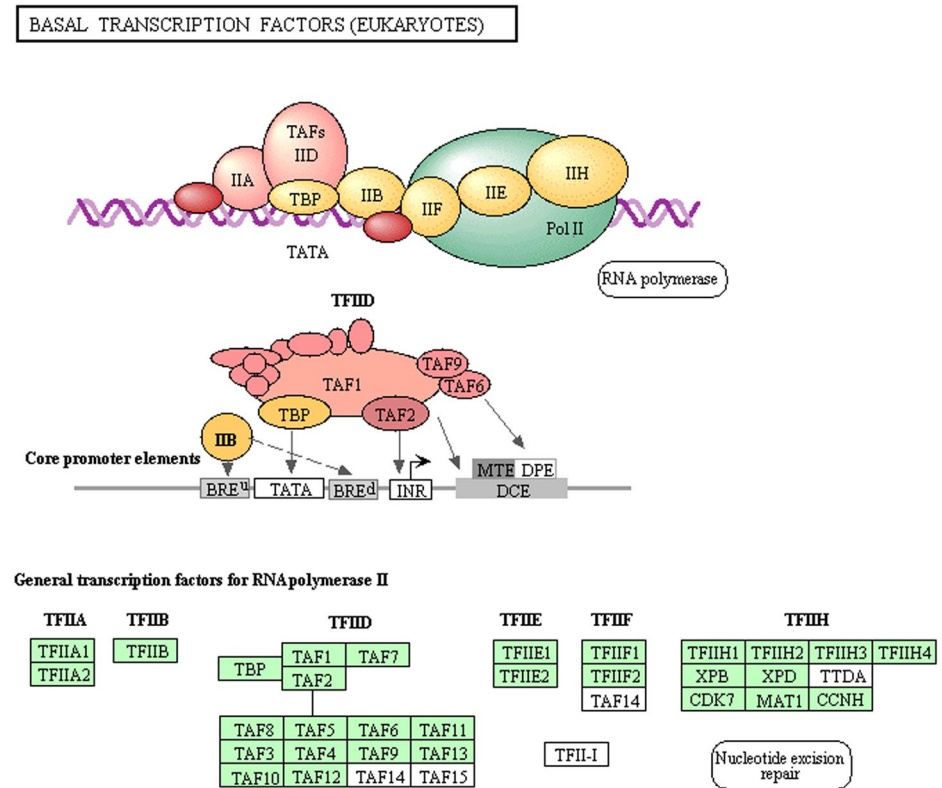 BASAL TRANSCRIPTION FACTORS (EUKARYOTES)
TAFs
IID
IIA
TBP
IIB
IIF
IIE
IIH
Pol II
TATA
RNA polymerase
TFIID
TAF9
TAF6
TAF1
TBP
TAF2
IIB
Core promoter elements
MTE DPE
BREu TATA BREd INR DCE
General transcription factors for RNA polymerase II
TFIIA TFIIB TFIID TFIIE TFIIF TFIIH
TFIIA1 TFIIB TAF1 TAF7 TFIIE1 TFIIF1 TFIIH1 TFIIH2 TFIIH3 TFIIH4
TFIIA2 TBP TAF2 TFIIE2 TFIIF2 XPB XPD TTDA
TAF14 CDK7 MAT1 CCNH
TAF8 TAF5 TAF6 TAF11
TAF3 TAF4 TAF9 TAF13
TAF10 TAF12 TAF14 TAF15
TFII-I
Nucleotide excision
repair